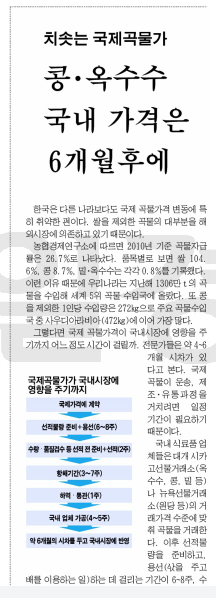 치솟는 국제곡물가
콩·옥수수
국내 가격은
6개월후에
한국은 다른 나라보다도 국제 곡물가격 변동에 특
히 취약한 편이다. 쌀을 제외한 곡물의 대부분을 해
외시장에 의존하고 있기 때문이다.
농협경제연구소에 따르면 2010년 기준 곡물자급
률은 26.7%로 나타났다. 품목별로 보면 쌀 104.
6%, 콩 8.7%, 밀·옥수수는 각각 0.8%를 기록했다.
이런 이유 때문에 우리나라는 지난해 1306만 t의 곡
물을 수입해 세계 5위 곡물 수입국에 올랐다. 또 곡
물을 제외한 1인당 수입량은 272kg으로 주요 곡물수입
국 중 사우디아라비아(472kg)에 이어 가장 많다.
그렇다면 국제 곡물가격이 국내시장에 영향을 주
기까지 어느 정도 시간이 걸릴까. 전문가들은 약 4~6
개월 시차가 있
다고 본다. 국제
곡물이 운송, 제
조·유통과정을
거치려면 일정
기간이 필요하기
때문이다.
국내 식료품 업
체들은 대개 시카
고선물거래소(옥
수수, 콩, 밀 등)
나 뉴욕선물거래
소(원당 등)의 거
래가격 수준에 맞
춰 곡물을 거래한
다. 이후 선적물
량을 준비하고,
용선(삯을 주고
배를 이용하는 일)하는 데 걸리는 기간이 6~8주, 수
국제곡물가가 국내시장에
영향을 주기까지
국제가격에 계약
선적물량 준비+용선(6~8주)
수량·품질검수 등 선적 전 준비+선적(2주)
항해기간(3~7주)
하역·통관(1주)
국내 업체 가공(4~5주)
약 6개월의 시차를 두고 국내시장에 반영